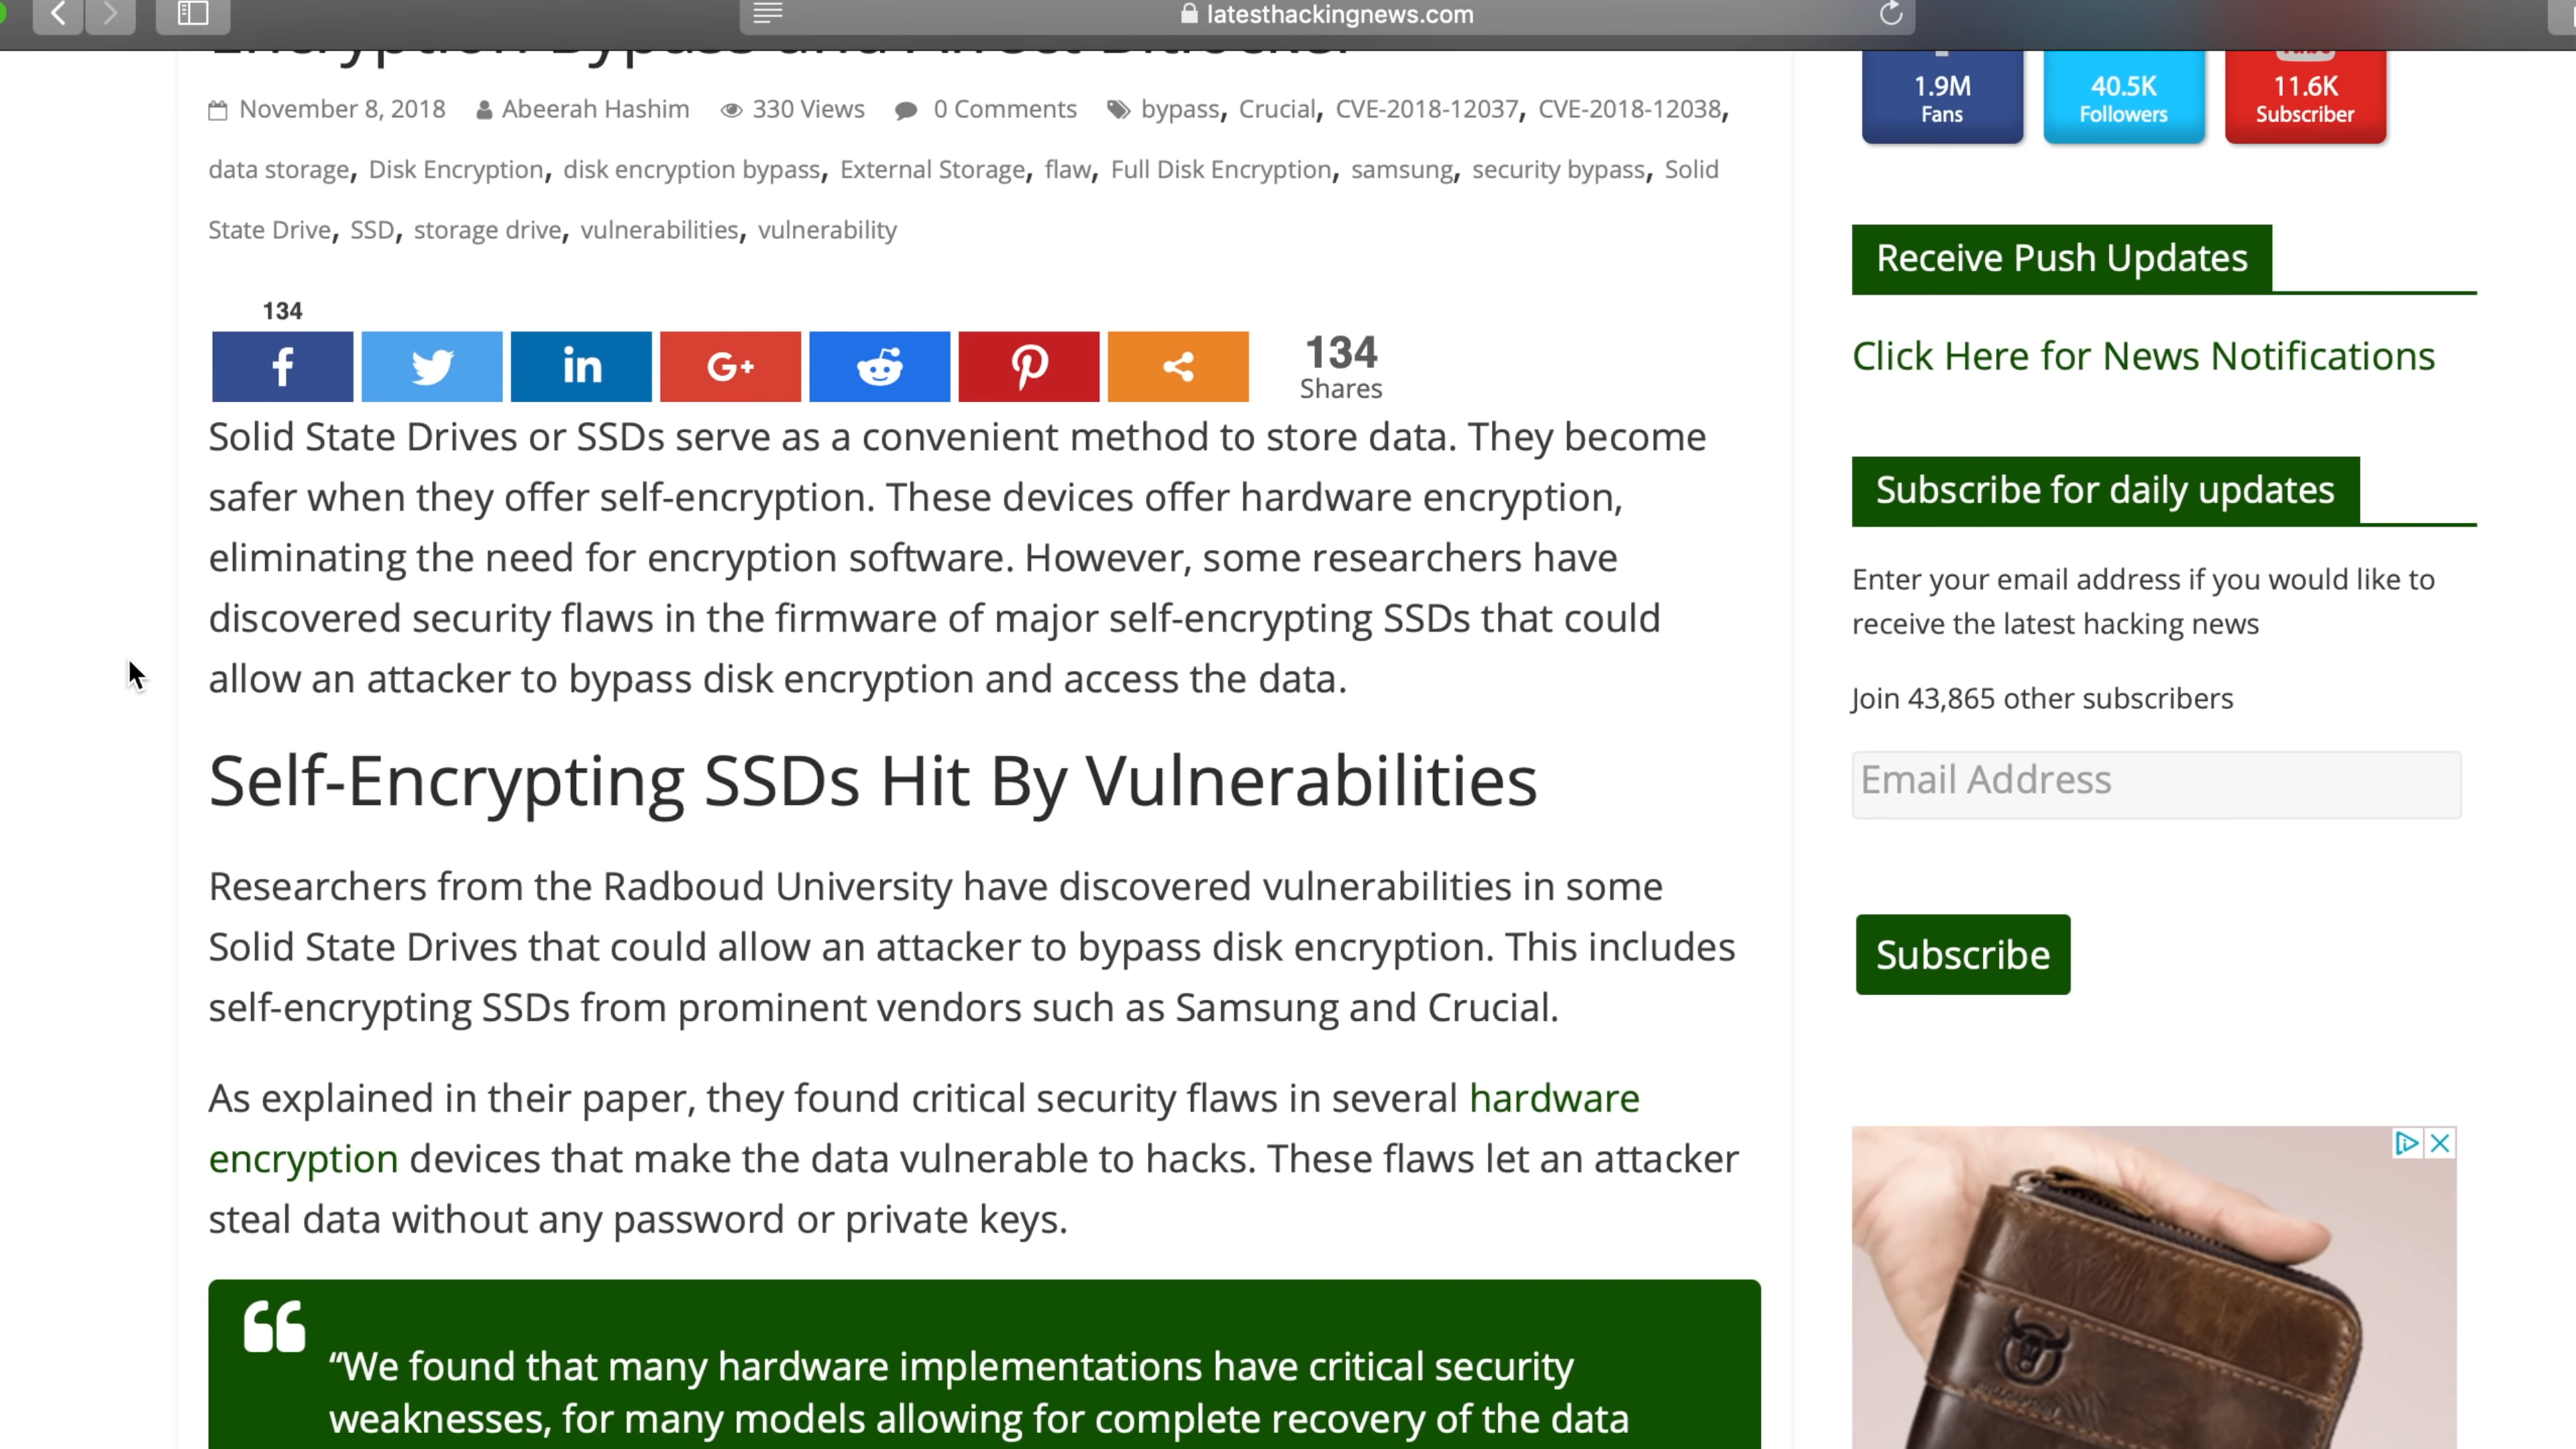 latesthackingnews.com
Encryption Bypass and Affect Bitlocker
November 8, 2018 Abeerah Hashim 330 Views 0 Comments bypass, Crucial, CVE-2018-12037, CVE-2018-12038,
data storage, Disk Encryption, disk encryption bypass, External Storage, flaw, Full Disk Encryption, samsung, security bypass, Solid
State Drive, SSD, storage drive, vulnerabilities, vulnerability
134
f in G+ 134
Shares
Solid State Drives or SSDs serve as a convenient method to store data. They become
safer when they offer self-encryption. These devices offer hardware encryption,
eliminating the need for encryption software. However, some researchers have
discovered security flaws in the firmware of major self-encrypting SSDs that could
allow an attacker to bypass disk encryption and access the data.
Self-Encrypting SSDs Hit By Vulnerabilities
Researchers from the Radboud University have discovered vulnerabilities in some
Solid State Drives that could allow an attacker to bypass disk encryption. This includes
self-encrypting SSDs from prominent vendors such as Samsung and Crucial.
As explained in their paper, they found critical security flaws in several hardware
encryption devices that make the data vulnerable to hacks. These flaws let an attacker
steal data without any password or private keys.
“We found that many hardware implementations have critical security
weaknesses, for many models allowing for complete recovery of the data
1.9M
Fans
40.5K
Followers
11.6K
Subscriber
Receive Push Updates
Click Here for News Notifications
Subscribe for daily updates
Enter your email address if you would like to
receive the latest hacking news
Join 43,865 other subscribers
Email Address
Subscribe